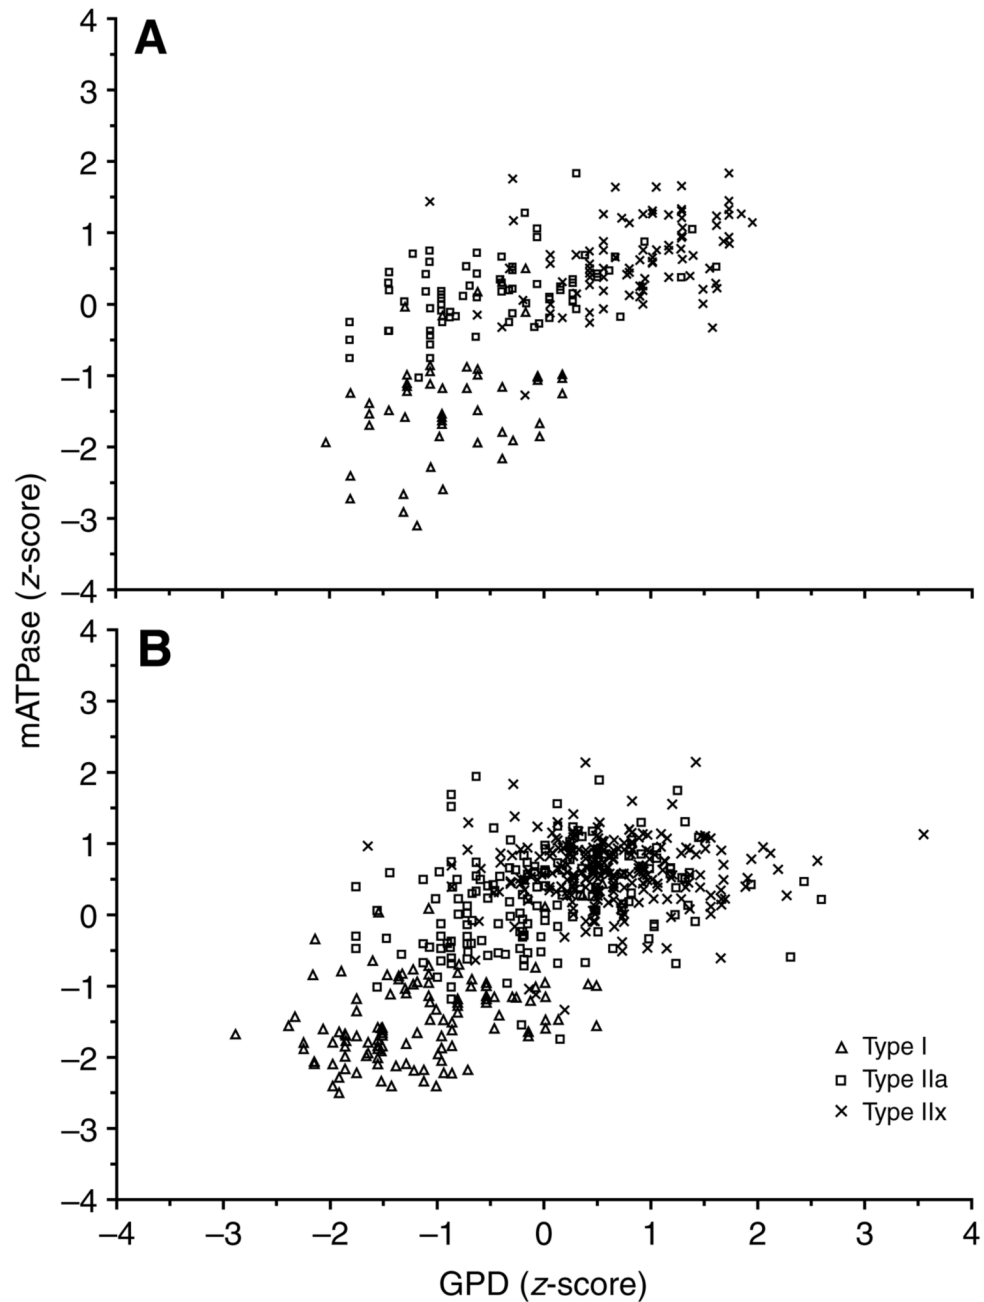 A
4
3
2
1
0
–1
–2
–3
–4
mATPase (z-score)
B
4
3
2
1
0
–1
–2
–3
–4
Type I
Type IIa
Type IIx
–4 –3 –2 –1 0 1 2 3 4
GPD (z-score)